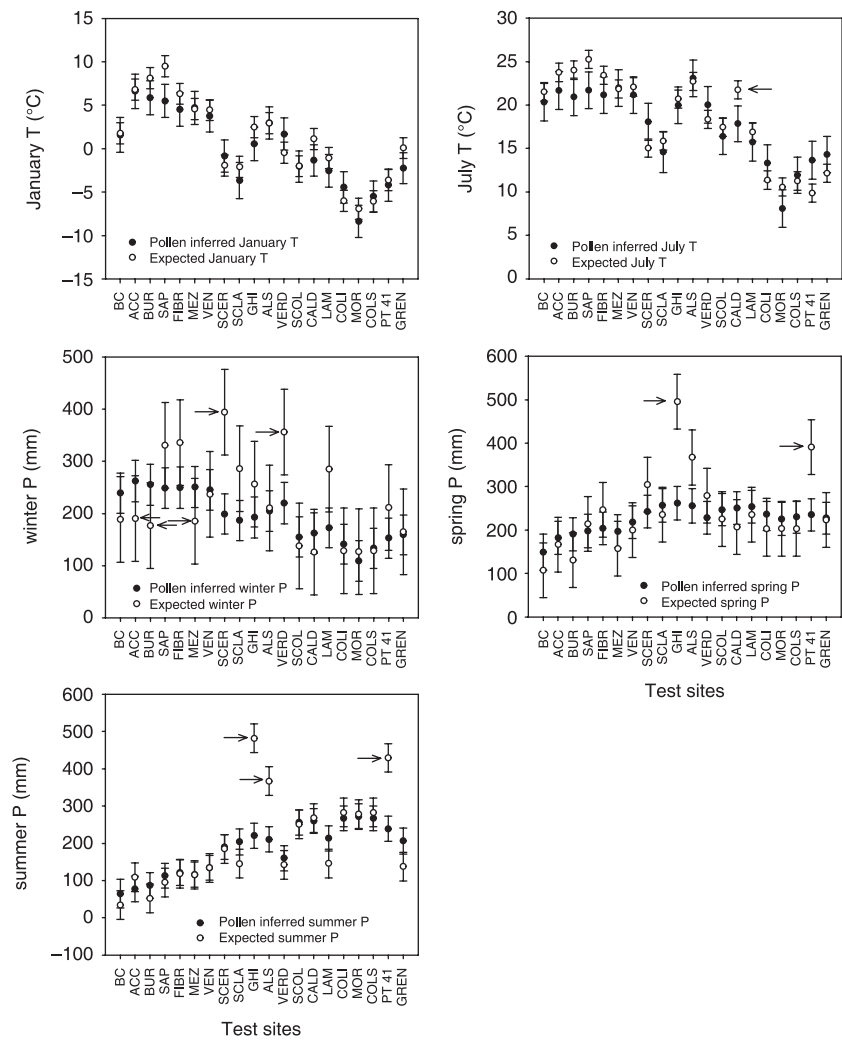 15
10
5
0
−5
−10
−15
January T (°C)
Pollen inferred January T
Expected January T
BC
ACC
BUR
SAP
FIBR
MEZ
VEN
SCER
SCLA
GHI
ALS
VERD
SCOL
CALD
LAM
COLI
MOR
COLS
PT 41
GREN
30
25
20
15
10
5
0
July T (°C)
Pollen inferred July T
Expected July T
BC
ACC
BUR
SAP
FIBR
MEZ
VEN
SCER
SCLA
GHI
ALS
VERD
SCOL
CALD
LAM
COLI
MOR
COLS
PT 41
GREN
500
400
300
200
100
0
winter P (mm)
Pollen inferred winter P
Expected winter P
BC
ACC
BUR
SAP
FIBR
MEZ
VEN
SCER
SCLA
GHI
ALS
VERD
SCOL
CALD
LAM
COLI
MOR
COLS
PT 41
GREN
600
500
400
300
200
100
0
spring P (mm)
Pollen inferred spring P
Expected spring P
BC
ACC
BUR
SAP
FIBR
MEZ
VEN
SCER
SCLA
GHI
ALS
VERD
SCOL
CALD
LAM
COLI
MOR
COLS
PT 41
GREN
Test sites
600
500
400
300
200
100
0
−100
summer P (mm)
Pollen inferred summer P
Expected summer P
BC
ACC
BUR
SAP
FIBR
MEZ
VEN
SCER
SCLA
GHI
ALS
VERD
SCOL
CALD
LAM
COLI
MOR
COLS
PT 41
GREN
Test sites